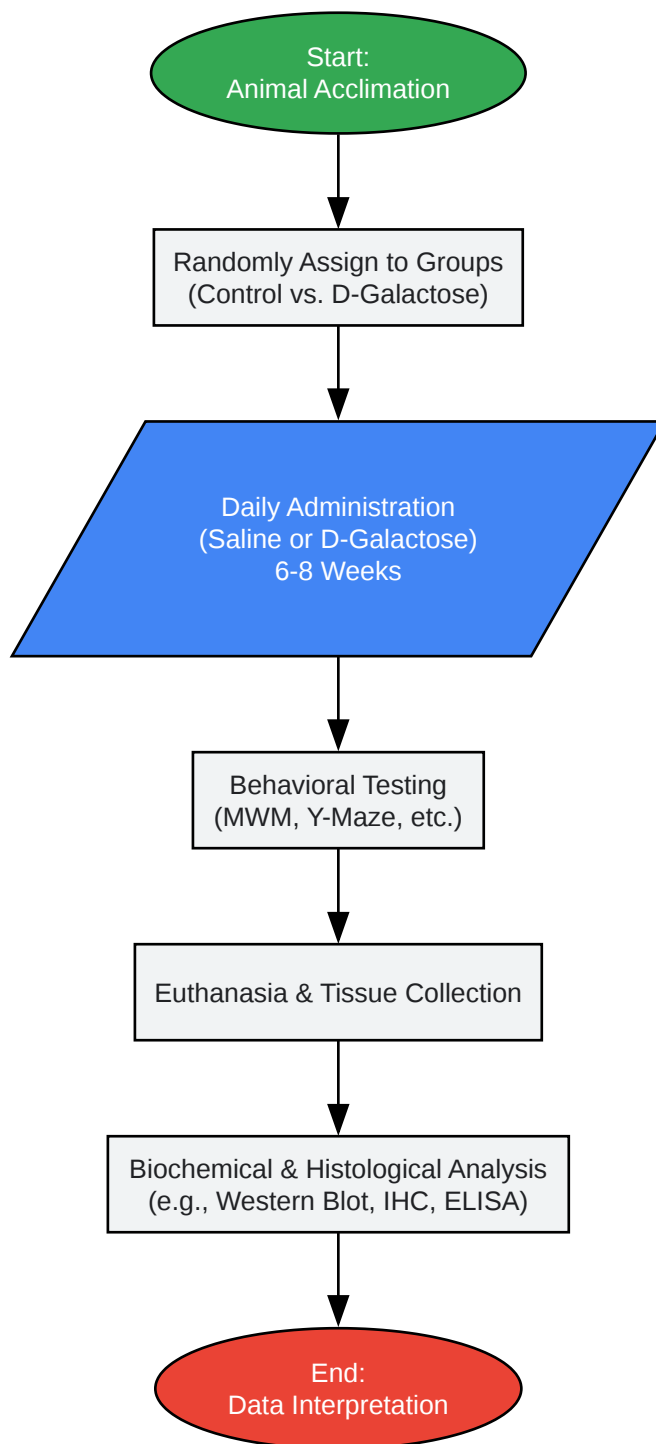 Start:
Animal Acclimation
Randomly Assign to Groups
(Control vs. D-Galactose)
Daily Administration
(Saline or D-Galactose)
6-8 Weeks
Behavioral Testing
(MWM, Y-Maze, etc.)
Euthanasia & Tissue Collection
Biochemical & Histological Analysis
(e.g., Western Blot, IHC, ELISA)
End:
Data Interpretation